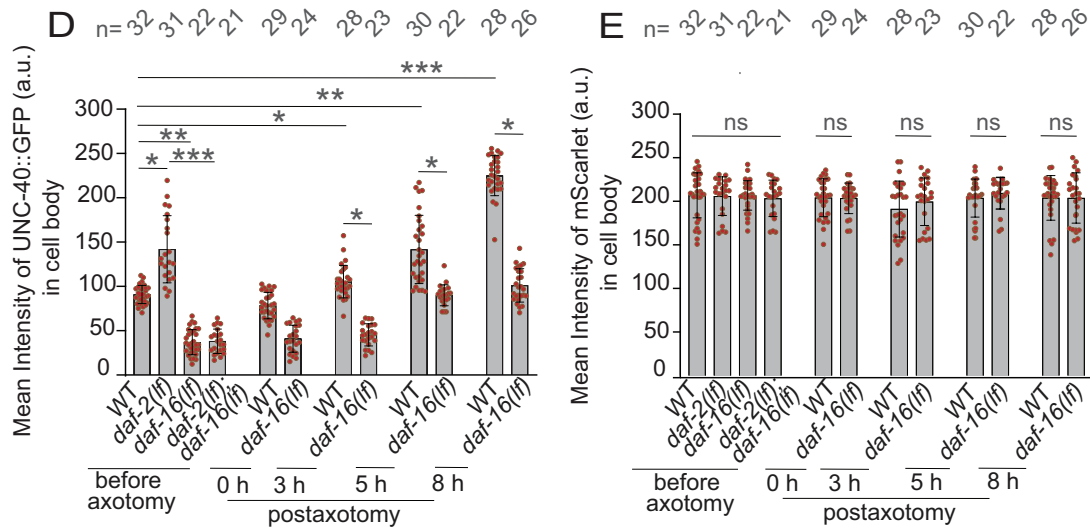 D
n= 32 31 22 21 29 24 28 23 30 22 28 26
Mean Intensity of UNC-40::GFP (a.u.)
in cell body
***
**
*
**
*
***
*
*
*
300
250
200
150
100
50
0
WT
daf-2(lf)
daf-16(lf)
daf-2(lf);
daf-16(lf)
WT
daf-16(lf)
WT
daf-16(lf)
WT
daf-16(lf)
WT
daf-16(lf)
before
axotomy
0 h
3 h
5 h
8 h
postaxotomy
E
n= 32 31 22 21 29 24 28 23 30 22 28 26
Mean Intensity of mScarlet (a.u.)
in cell body
ns
ns
ns
ns
ns
300
250
200
150
100
50
0
WT
daf-2(lf)
daf-16(lf)
daf-2(lf);
daf-16(lf)
WT
daf-16(lf)
WT
daf-16(lf)
WT
daf-16(lf)
WT
daf-16(lf)
before
axotomy
0 h
3 h
5 h
8 h
postaxotomy